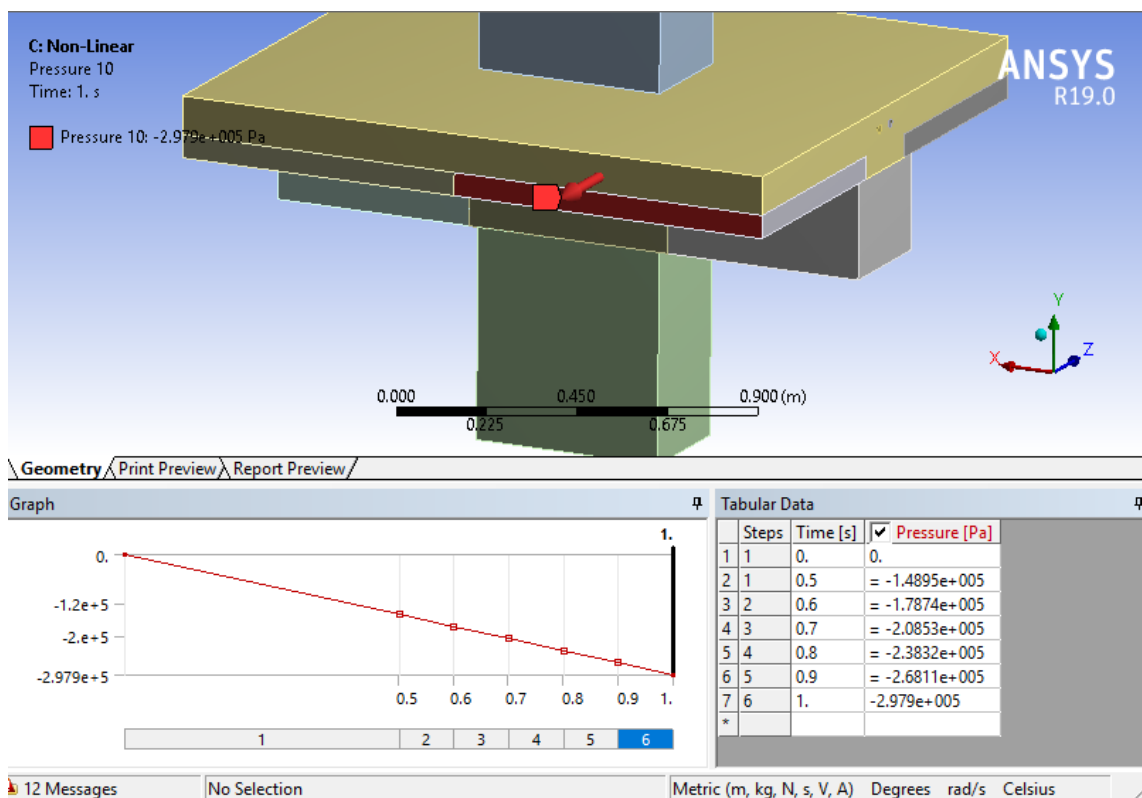 C: Non-Linear
Pressure 10
Time: 1. s
Pressure 10: -2.979e+005 Pa
ANSYS
R19.0
Y
X
Z
0.000
0.450
0.900 (m)
0.225
0.675
Geometry Print Preview Report Preview
Graph
1.
0.
-1.2e+5
-2.e+5
-2.979e+5
0.5 0.6 0.7 0.8 0.9 1.
1 2 3 4 5 6
Tabular Data
Steps Time [s] Pressure [Pa]
1 1 0. 0.
2 1 0.5 = -1.4895e+005
3 2 0.6 = -1.7874e+005
4 3 0.7 = -2.0853e+005
5 4 0.8 = -2.3832e+005
6 5 0.9 = -2.6811e+005
7 6 1. -2.979e+005
*
12 Messages No Selection Metric (m, kg, N, s, V, A) Degrees rad/s Celsius